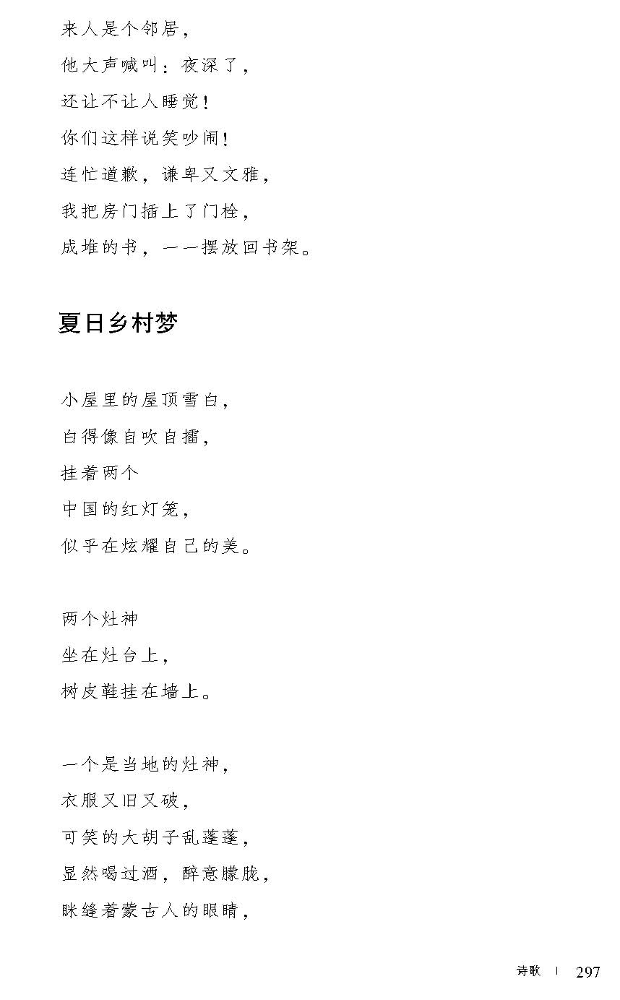 来人是个邻居，
他大声喊叫：夜深了，
还让不让人睡觉！
你们这样说笑吵闹！
连忙道歉，谦卑又文雅，
我把房门插上了门栓，
成堆的书，一一摆放回书架。
夏日乡村梦
小屋里的屋顶雪白，
白得像自吹自擂，
挂着两个
中国的红灯笼，
似乎在炫耀自己的美。
两个灶神
坐在灶台上，
树皮鞋挂在墙上。
一个是当地的灶神，
衣服又旧又破，
可笑的大胡子乱蓬蓬，
显然喝过酒，醉意朦胧，
眯缝着蒙古人的眼睛，
诗歌 | 297